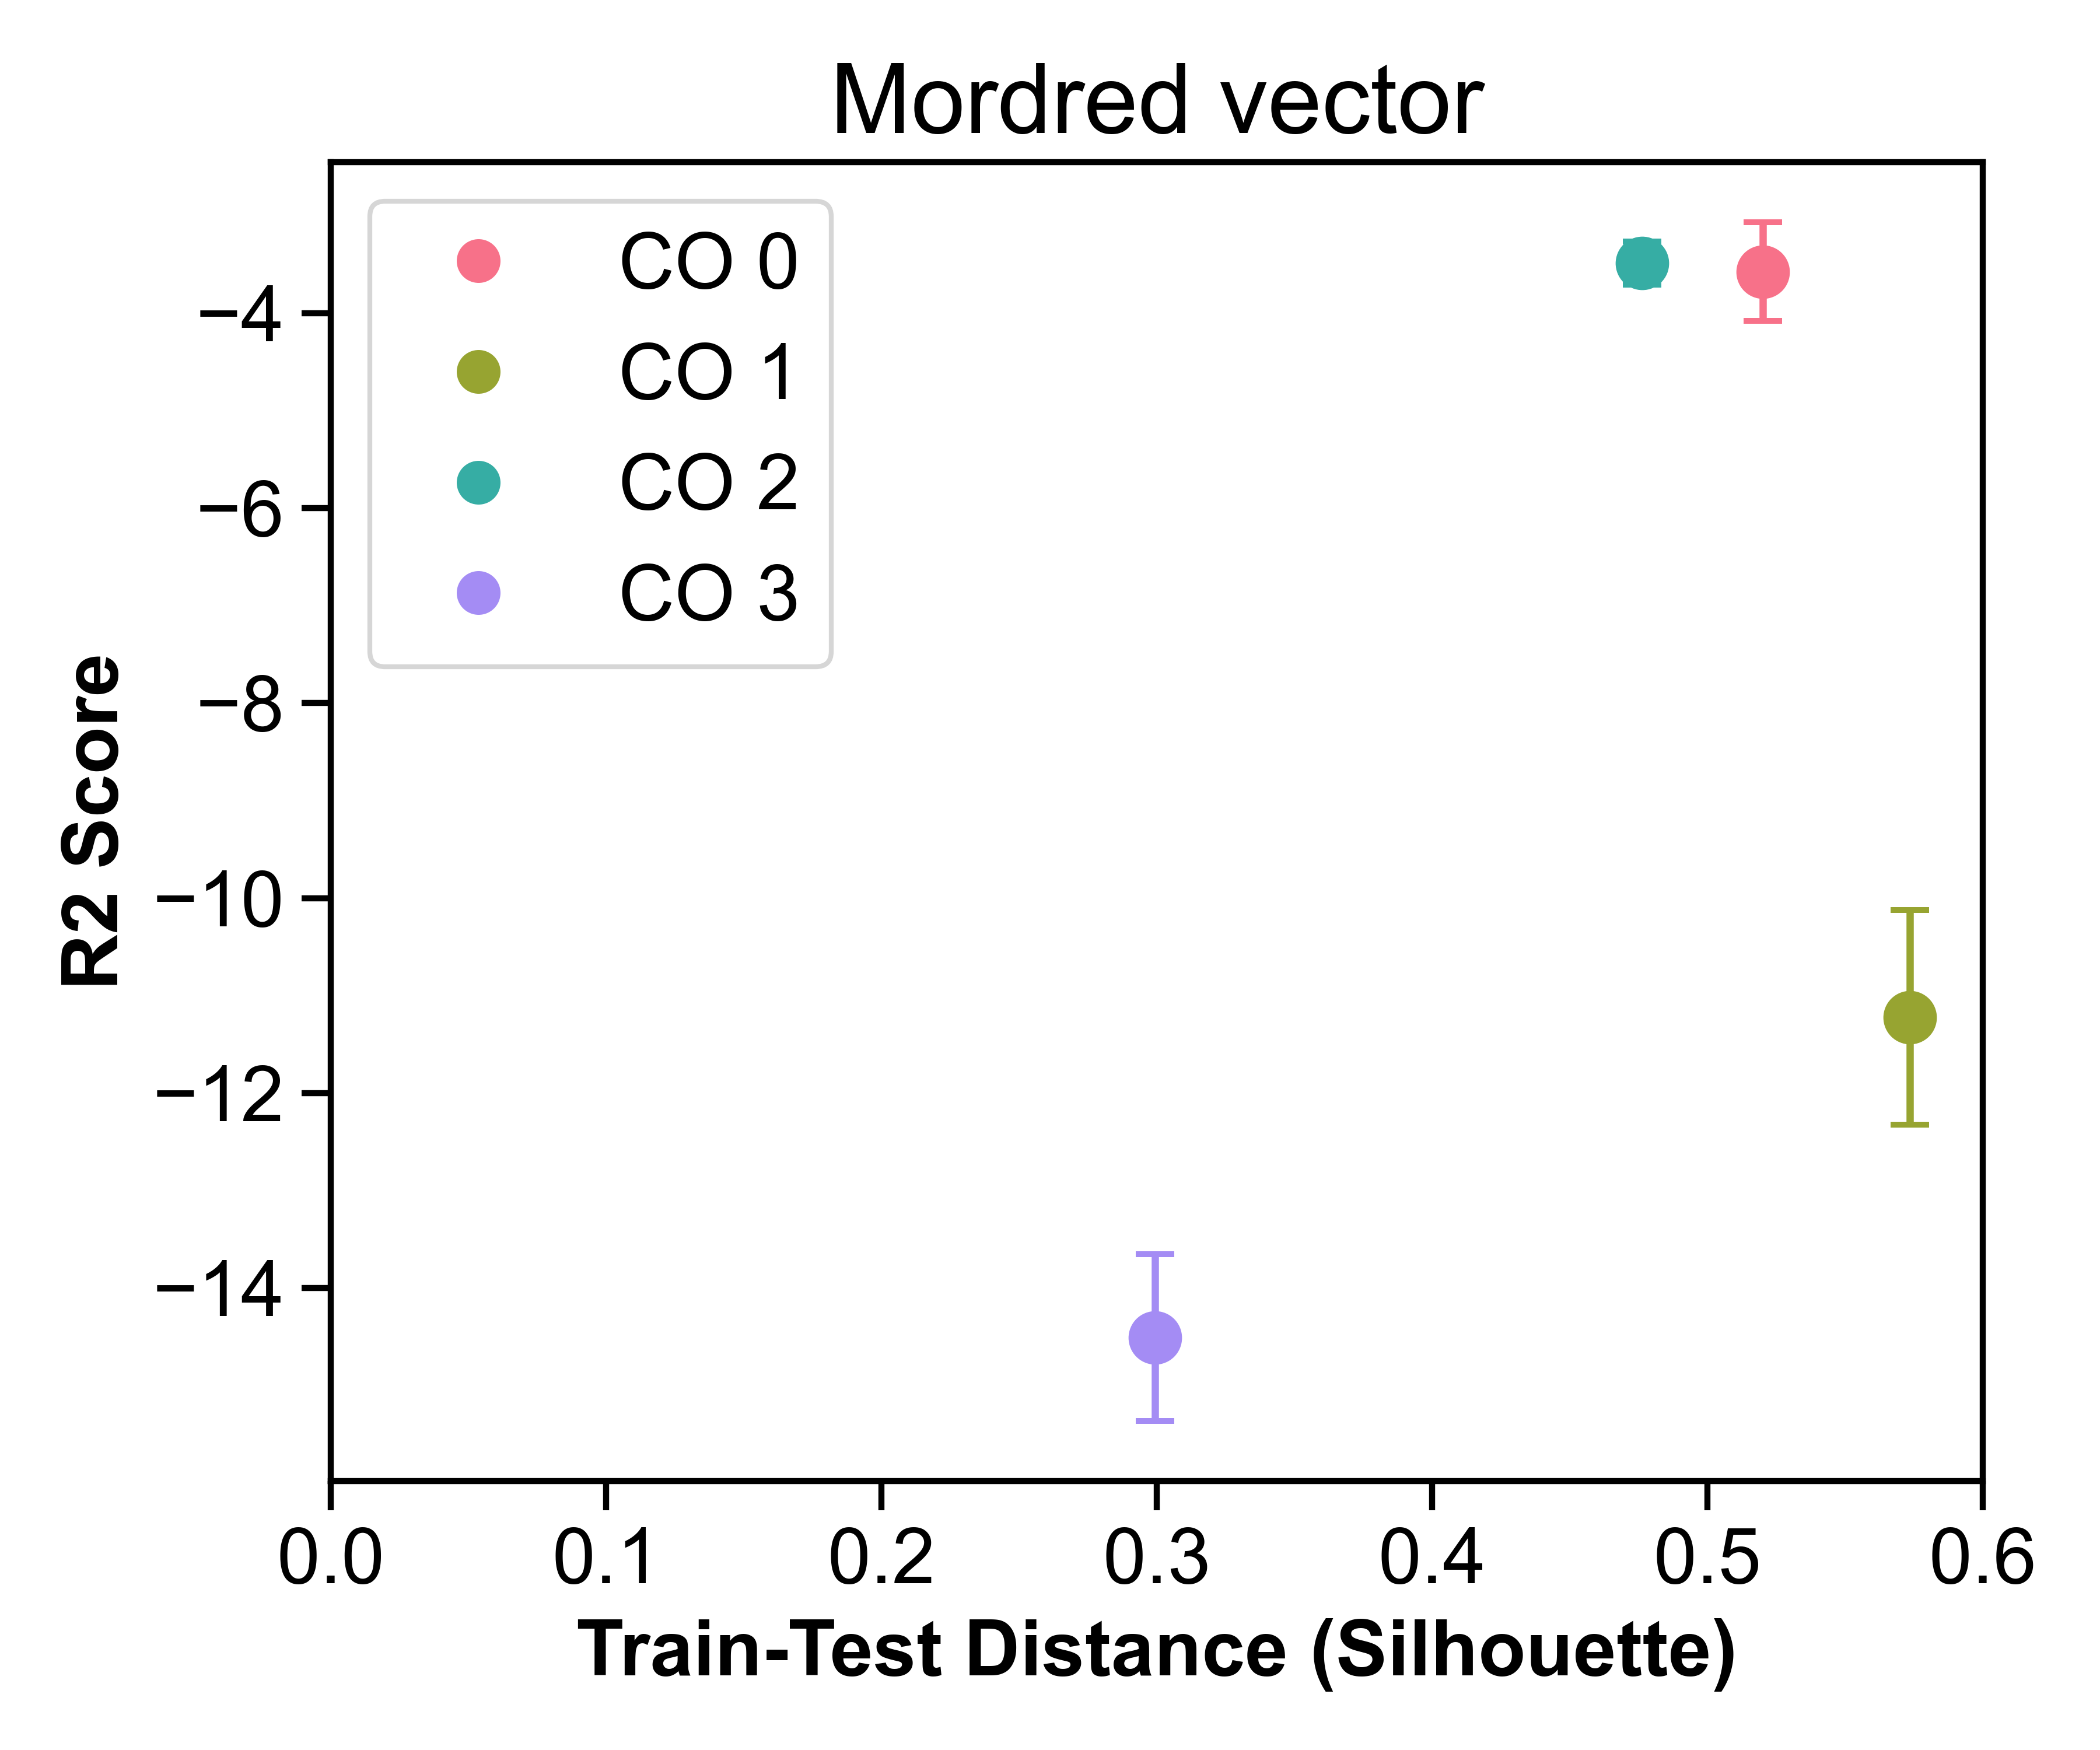 Mordred vector
CO 0
CO 1
CO 2
CO 3
R2 Score
−4
−6
−8
−10
−12
−14
0.0 0.1 0.2 0.3 0.4 0.5 0.6
Train-Test Distance (Silhouette)